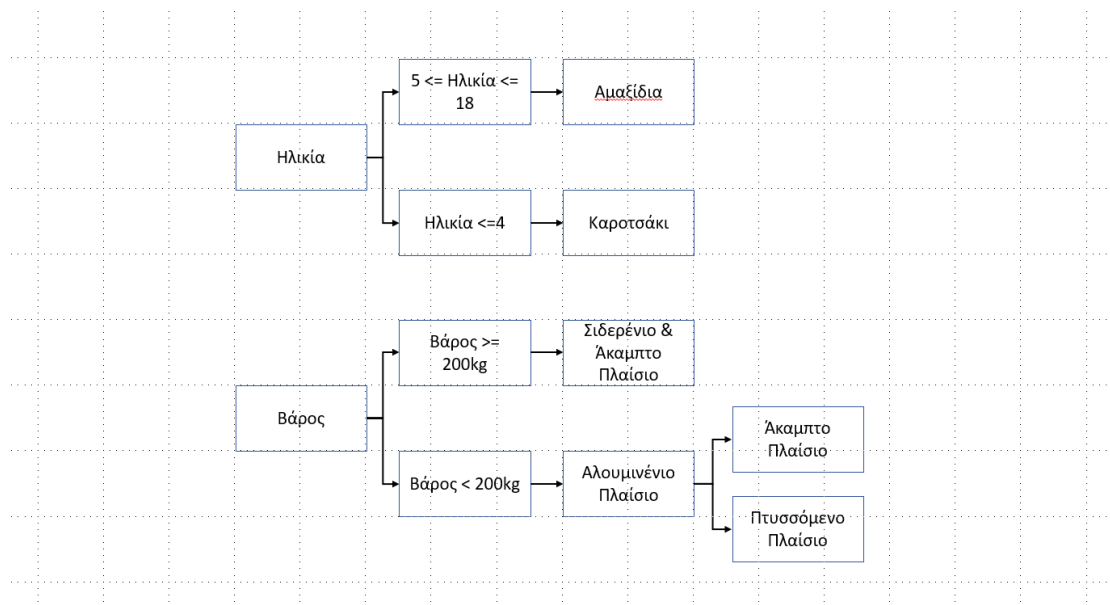 5 <= Ηλικία <=
18
Αμαξίδια
Ηλικία
Ηλικία <=4
Καροτσάκι
Βάρος >=
200kg
Σιδερένιο &
Άκαμπτο
Πλαίσιο
Βάρος
Βάρος < 200kg
Αλουμινένιο
Πλαίσιο
Άκαμπτο
Πλαίσιο
Πτυσσόμενο
Πλαίσιο